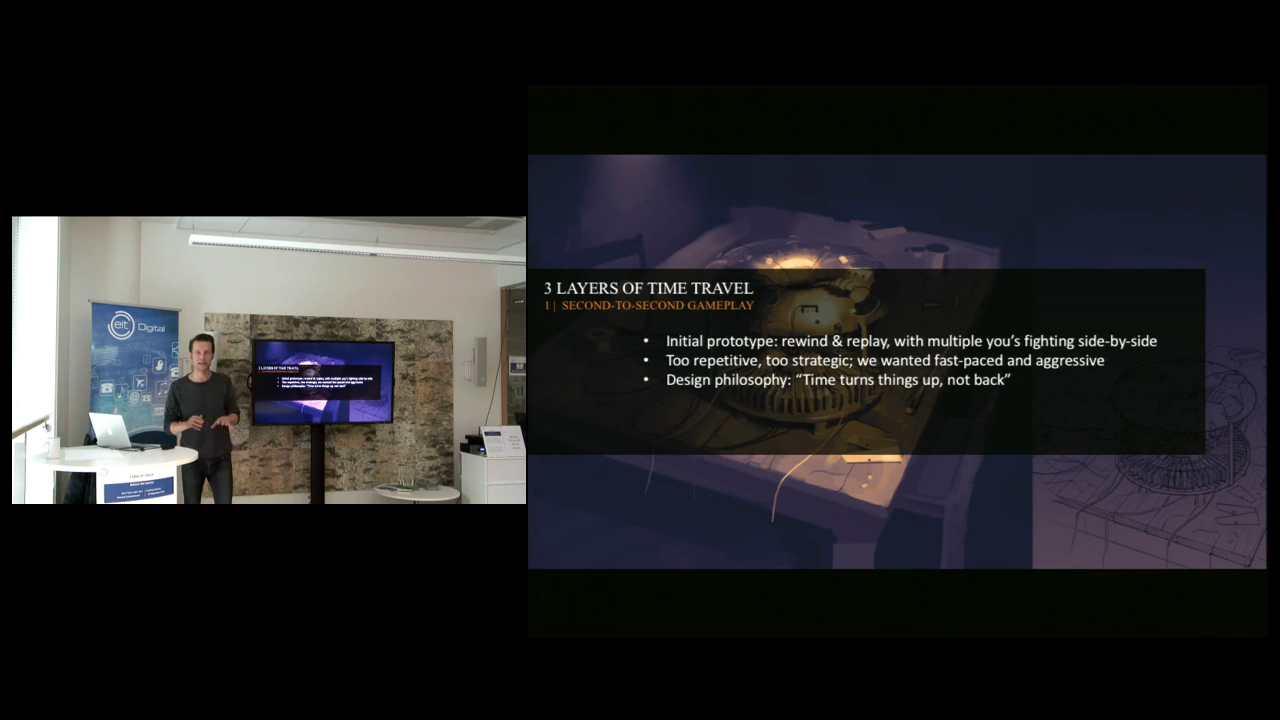 eit Digital
3 LAYERS OF TIME TRAVEL
1 | SECOND-TO-SECOND GAMEPLAY
• Initial prototype: rewind & replay, with multiple you’s fighting side-by-side
• Too repetitive, too strategic; we wanted fast-paced and aggressive
• Design philosophy: “Time turns things up, not back”